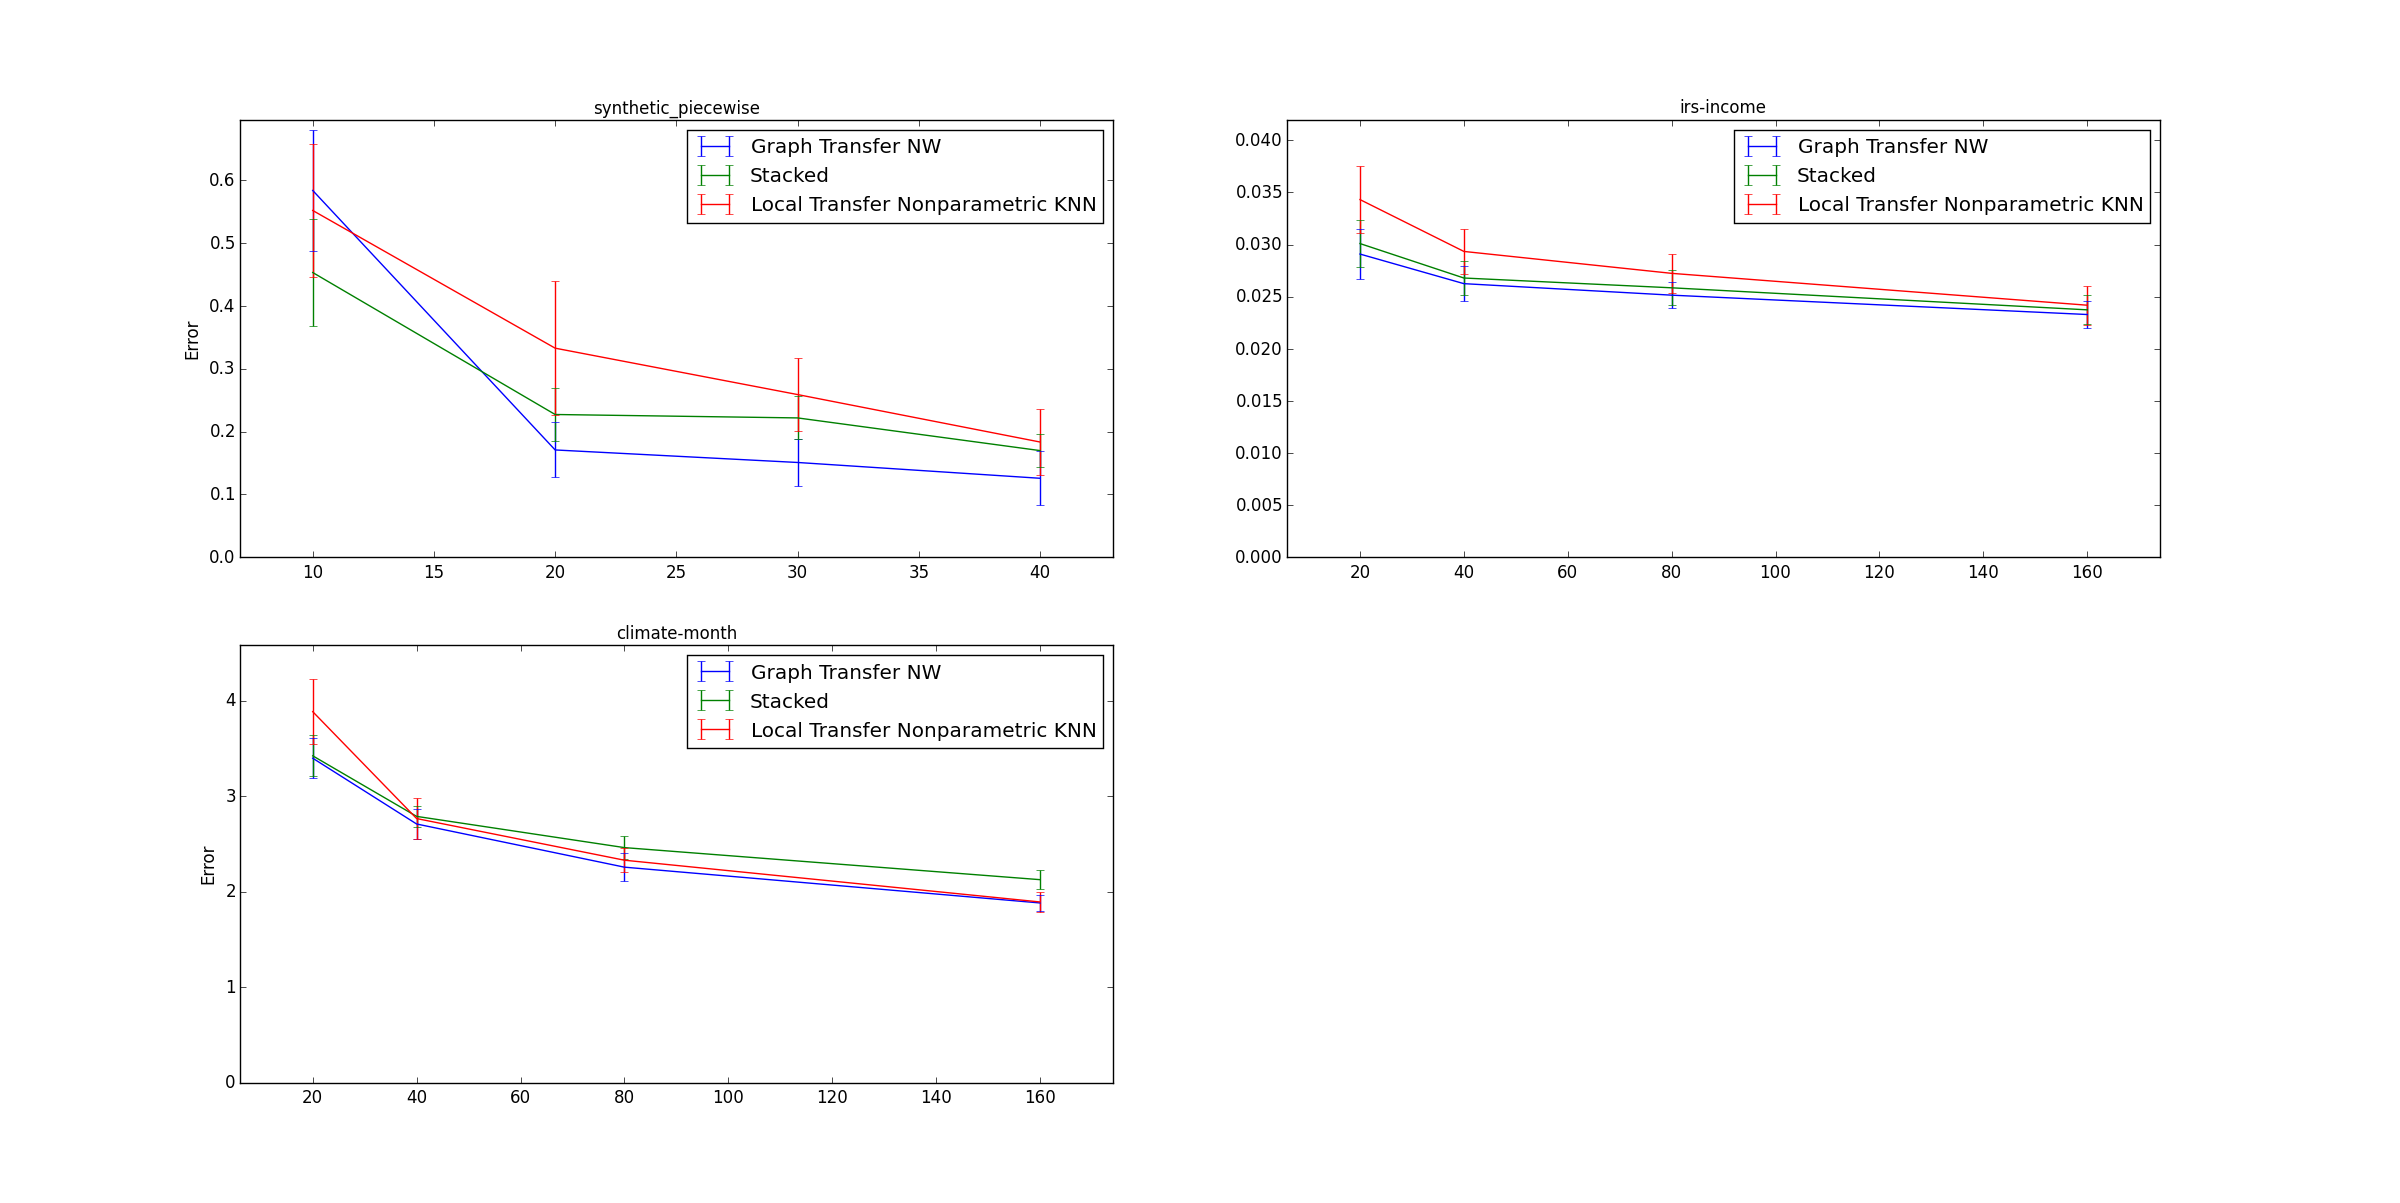 synthetic_piecewise
Graph Transfer NW
Stacked
Local Transfer Nonparametric KNN
Error
0.6
0.5
0.4
0.3
0.2
0.1
0.0
10 15 20 25 30 35 40
irs-income
Graph Transfer NW
Stacked
Local Transfer Nonparametric KNN
0.040
0.035
0.030
0.025
0.020
0.015
0.010
0.005
0.000
20 40 60 80 100 120 140 160
climate-month
Graph Transfer NW
Stacked
Local Transfer Nonparametric KNN
Error
4
3
2
1
0
20 40 60 80 100 120 140 160